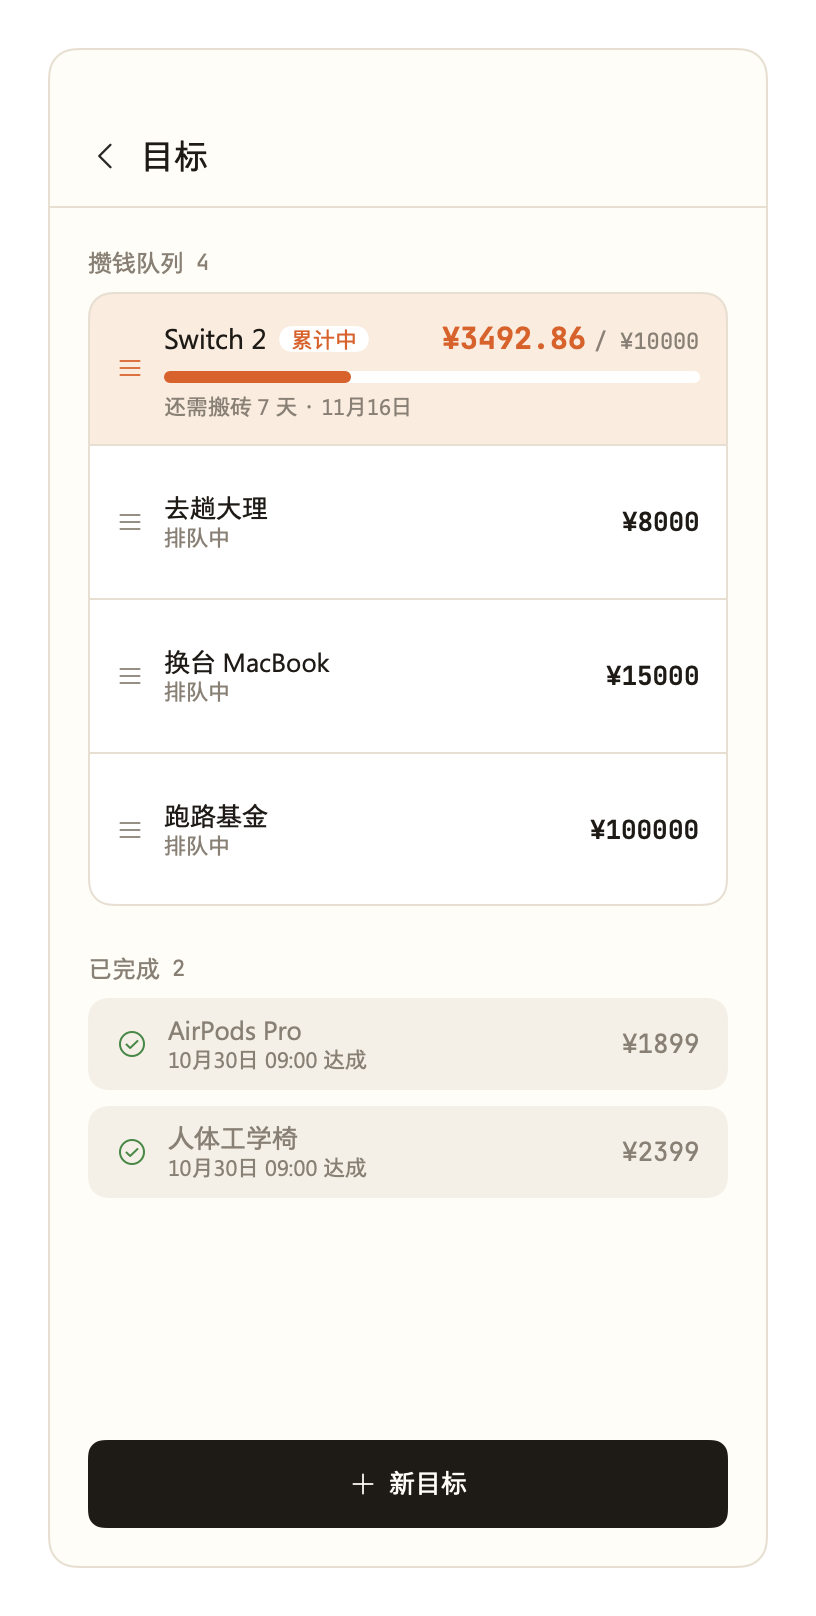 目标
攒钱队列 4
Switch 2 累计中 ¥3492.86 / ¥10000
还需搬砖 7 天 · 11月16日
去趟大理
排队中
¥8000
换台 MacBook
排队中
¥15000
跑路基金
排队中
¥100000
已完成 2
AirPods Pro
10月30日 09:00 达成
¥1899
人体工学椅
10月30日 09:00 达成
¥2399
＋ 新目标